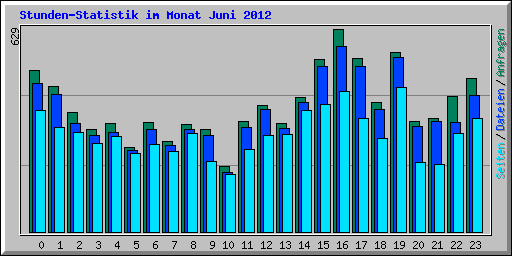 Stunden-Statistik im Monat Juni 2012
629
Seiten/Dateien/Anfragen
0 1 2 3 4 5 6 7 8 9 10 11 12 13 14 15 16 17 18 19 20 21 22 23